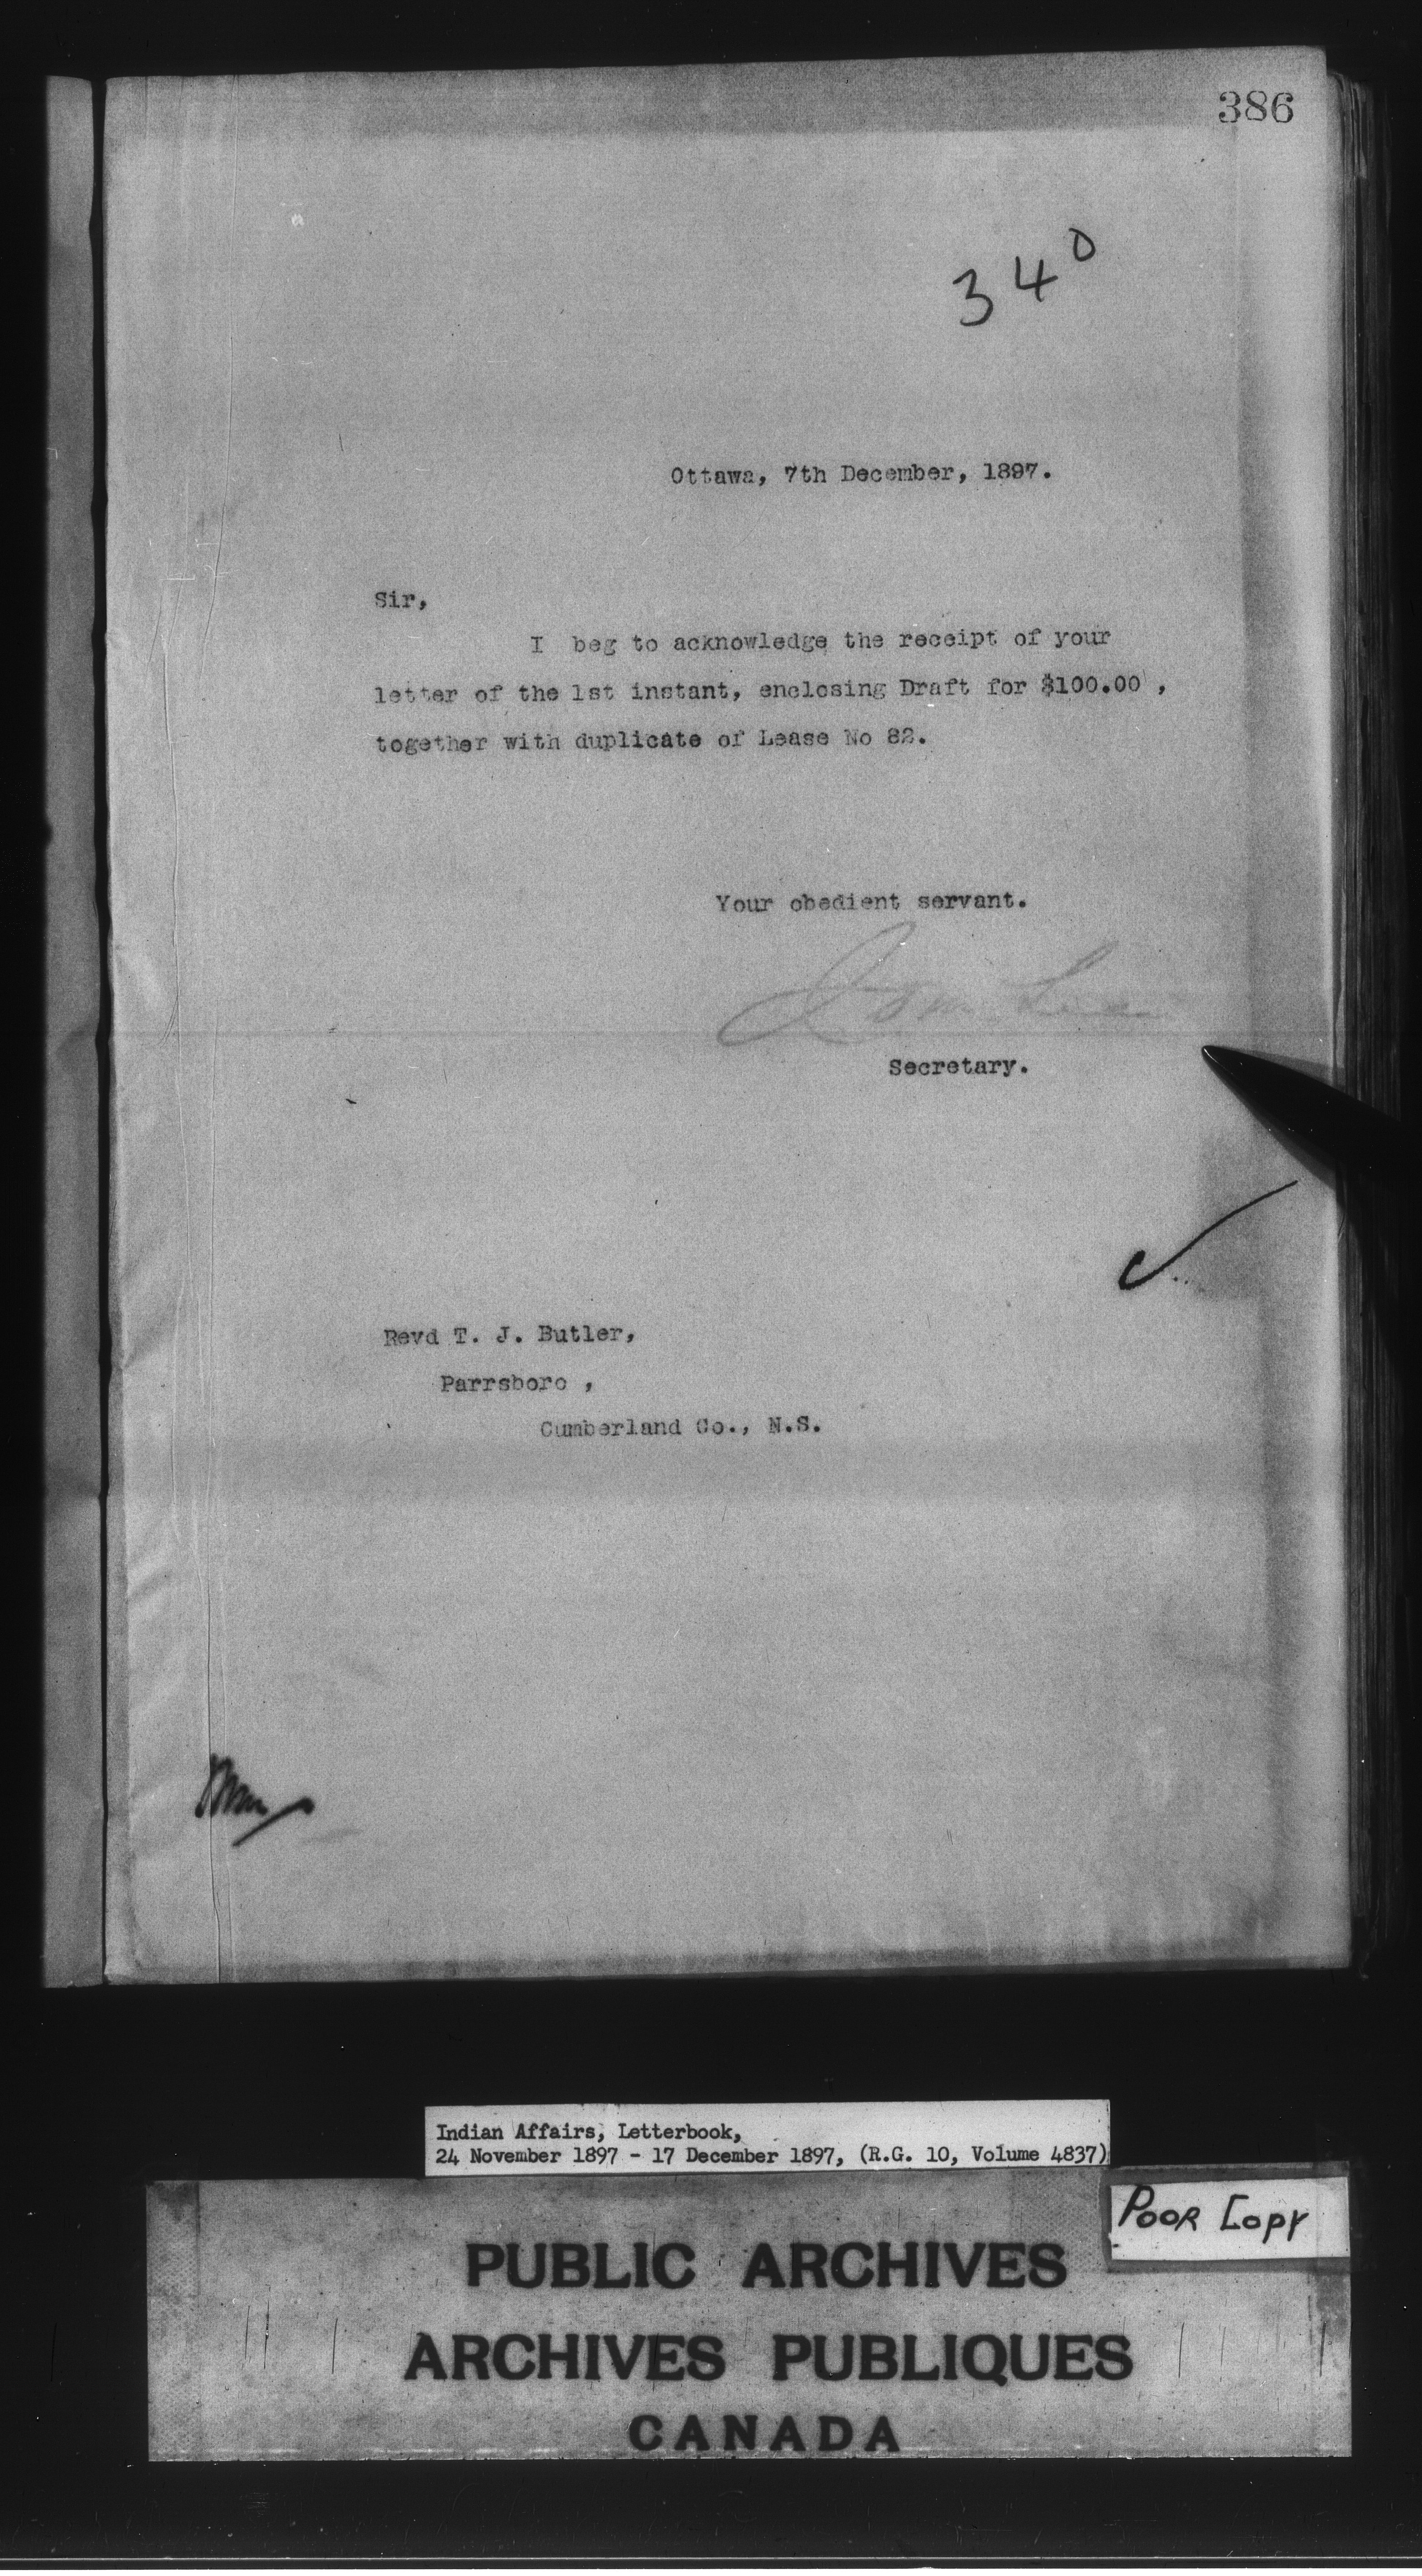 386
340
Ottawa, 7th December, 1897.
Sir,
I beg to acknowledge the receipt of your
letter of the 1st instant, enclosing Draft for $100.00 ,
together with duplicate of Lease No 82.
Your obedient servant.
Secretary.
Revd T. J. Butler,
Parrsboro ,
Cumberland Co., N.S.
Indian Affairs, Letterbook,
24 November 1897 - 17 December 1897, (R.G. 10, Volume 4837)
POOR COPY
PUBLIC ARCHIVES
ARCHIVES PUBLIQUES
CANADA